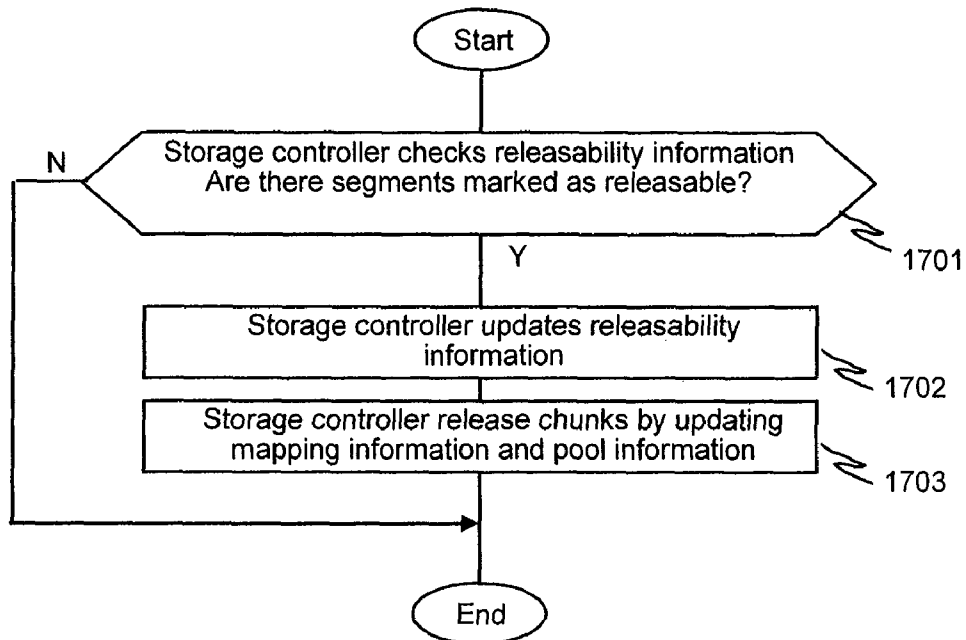 Start
Storage controller checks releasability information
Are there segments marked as releasable?
N
1701
Y
Storage controller updates releasability
information
1702
Storage controller release chunks by updating
mapping information and pool information
1703
End